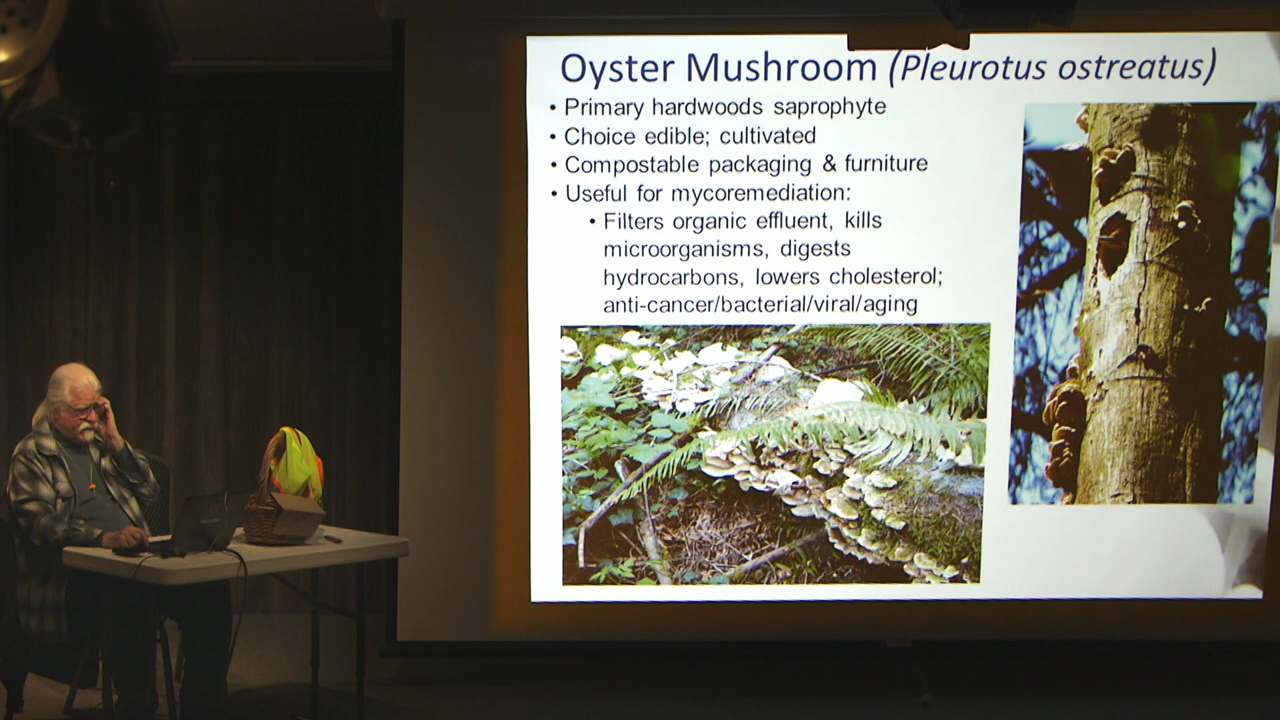 Oyster Mushroom (Pleurotus ostreatus)
• Primary hardwoods saprophyte
• Choice edible; cultivated
• Compostable packaging & furniture
• Useful for mycoremediation:
• Filters organic effluent, kills
microorganisms, digests
hydrocarbons, lowers cholesterol;
anti-cancer/bacterial/viral/aging